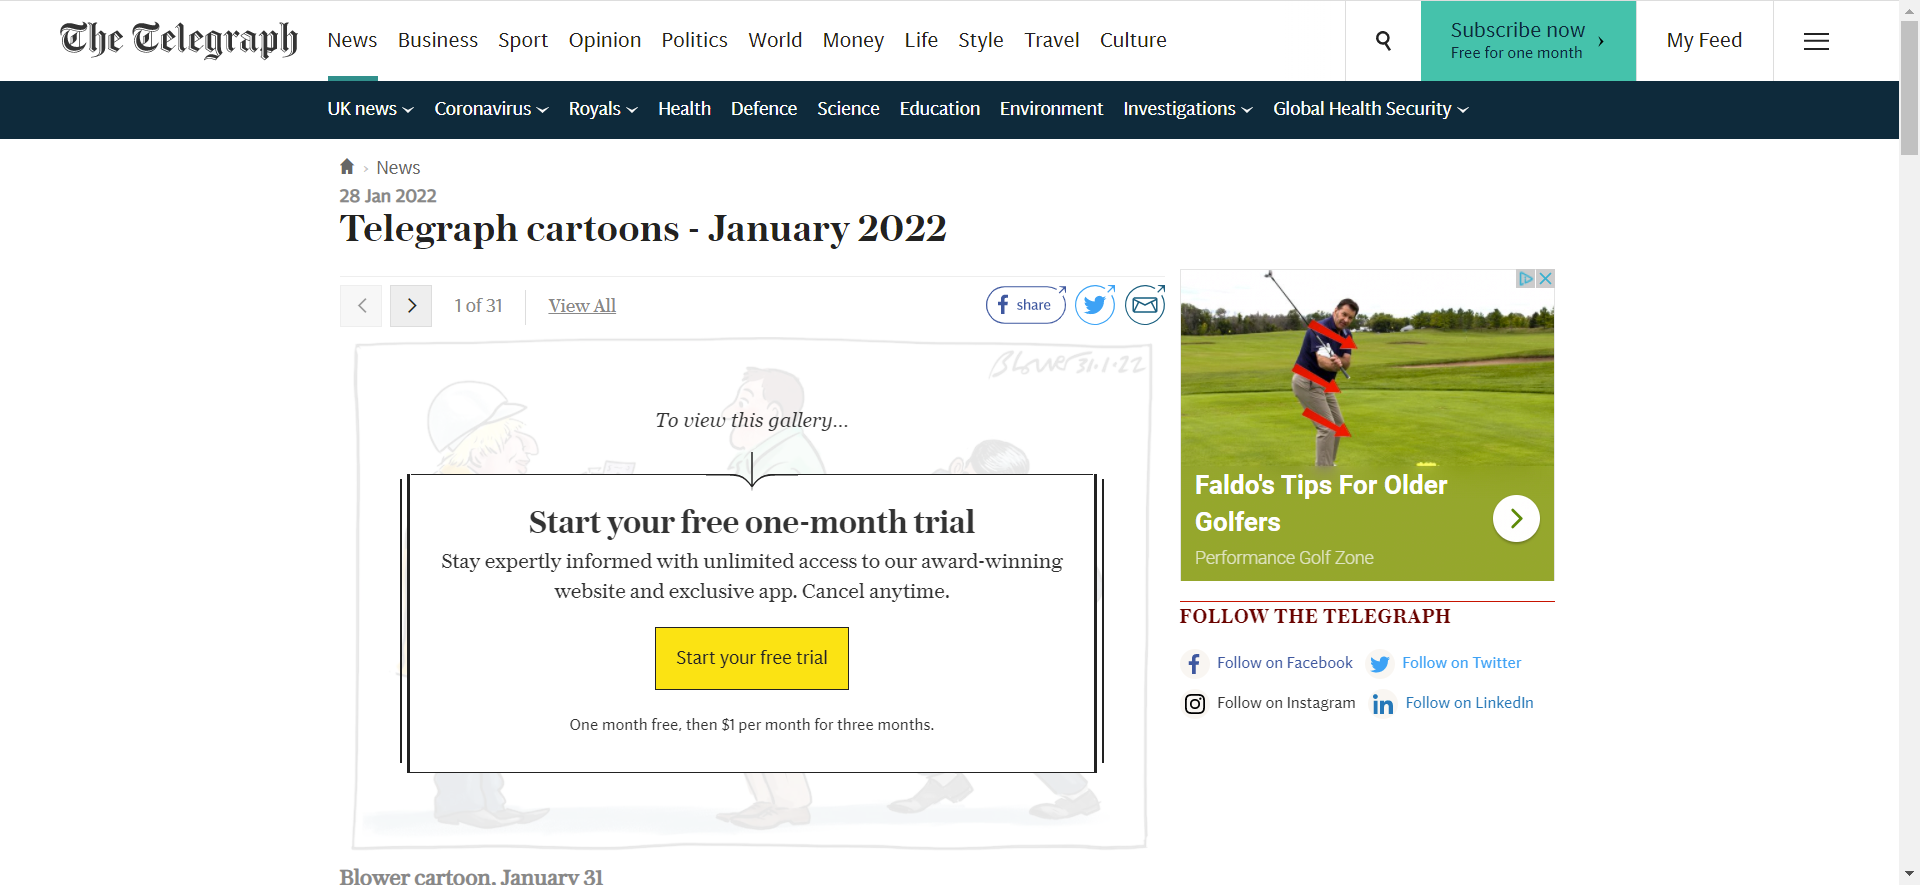 The Telegraph
News Business Sport Opinion Politics World Money Life Style Travel Culture
Subscribe now
Free for one month
My Feed
UK news Coronavirus Royals Health Defence Science Education Environment Investigations Global Health Security
News
28 Jan 2022
Telegraph cartoons - January 2022
1 of 31
View All
share
Blower 31.1.22
To view this gallery...
Start your free one-month trial
Stay expertly informed with unlimited access to our award-winning
website and exclusive app. Cancel anytime.
Start your free trial
One month free, then $1 per month for three months.
Blower cartoon, January 31
Faldo's Tips For Older
Golfers
Performance Golf Zone
FOLLOW THE TELEGRAPH
Follow on Facebook
Follow on Twitter
Follow on Instagram
Follow on LinkedIn